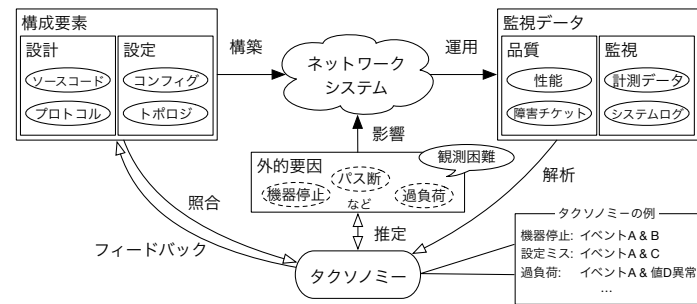 構成要素
設計
設定
ソースコード
コンフィグ
プロトコル
トポロジ
構築
ネットワーク
システム
運用
監視データ
品質
監視
性能
計測データ
障害チケット
システムログ
影響
観測困難
外的要因
パス断
機器停止
過負荷
など
照合
フィードバック
推定
解析
タクソノミー
タクソノミーの例
機器停止: イベントA & B
設定ミス: イベントA & C
過負荷: イベントA & 値D異常
…